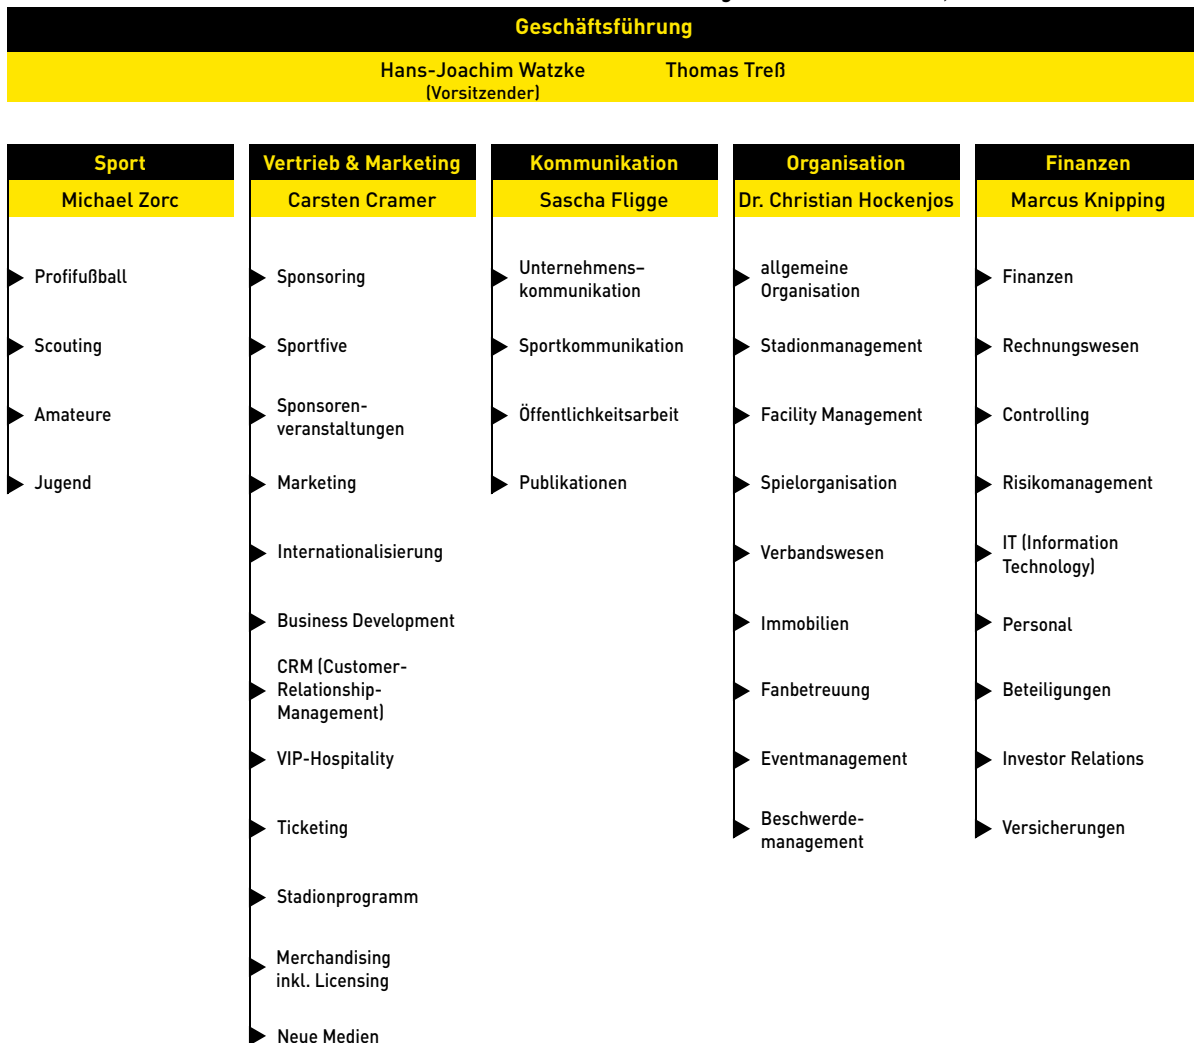 Geschäftsführung
Hans-Joachim Watzke
(Vorsitzender)
Thomas Treß
Sport
Michael Zorc
Profifußball
Scouting
Amateure
Jugend
Vertrieb & Marketing
Carsten Cramer
Sponsoring
Sportfive
Sponsoren-
veranstaltungen
Marketing
Internationalisierung
Business Development
CRM (Customer-
Relationship-
Management)
VIP-Hospitality
Ticketing
Stadionprogramm
Merchandising
inkl. Licensing
Neue Medien
Kommunikation
Sascha Fligge
Unternehmens–
kommunikation
Sportkommunikation
Öffentlichkeitsarbeit
Publikationen
Organisation
Dr. Christian Hockenjos
allgemeine
Organisation
Stadionmanagement
Facility Management
Spielorganisation
Verbandswesen
Immobilien
Fanbetreuung
Eventmanagement
Beschwerde-
management
Finanzen
Marcus Knipping
Finanzen
Rechnungswesen
Controlling
Risikomanagement
IT (Information
Technology)
Personal
Beteiligungen
Investor Relations
Versicherungen